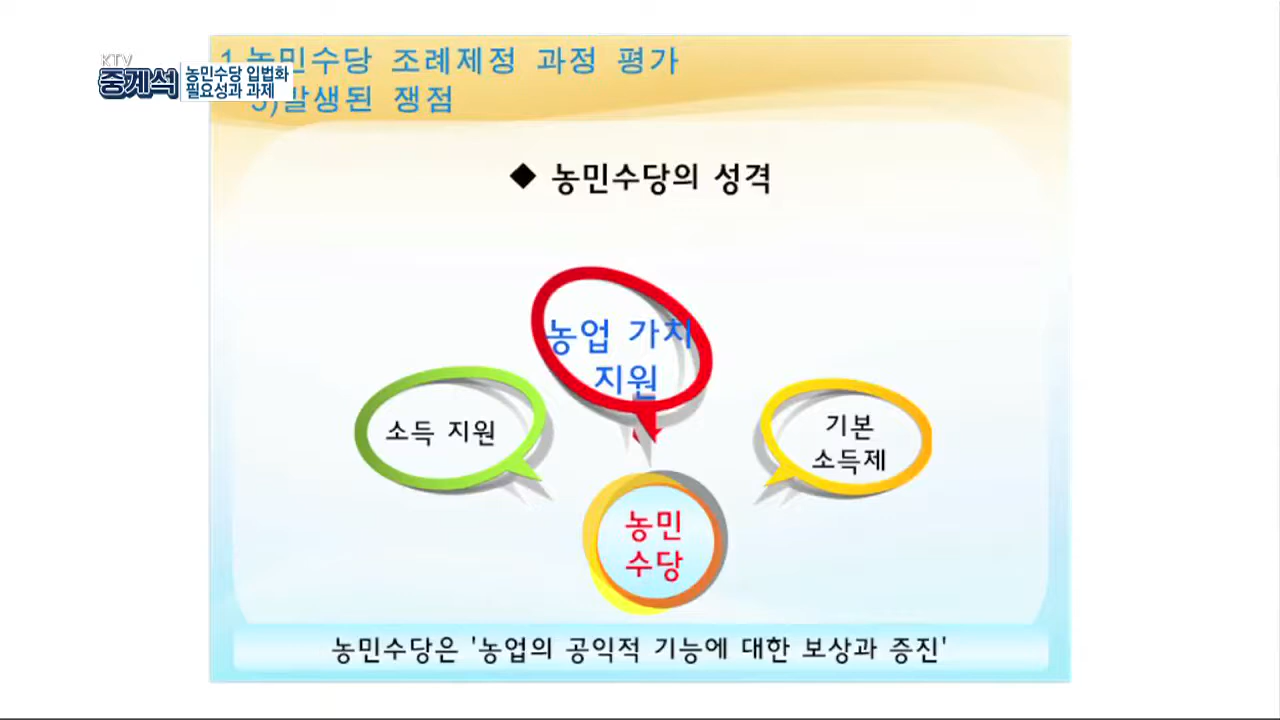 KTV
중계석
농민수당 입법화
필요성과 과제
1.농민수당 조례제정 과정 평가
3)발생된 쟁점
◆ 농민수당의 성격
농업 가치
지원
소득 지원
기본
소득제
농민
수당
농민수당은 '농업의 공익적 기능에 대한 보상과 증진'